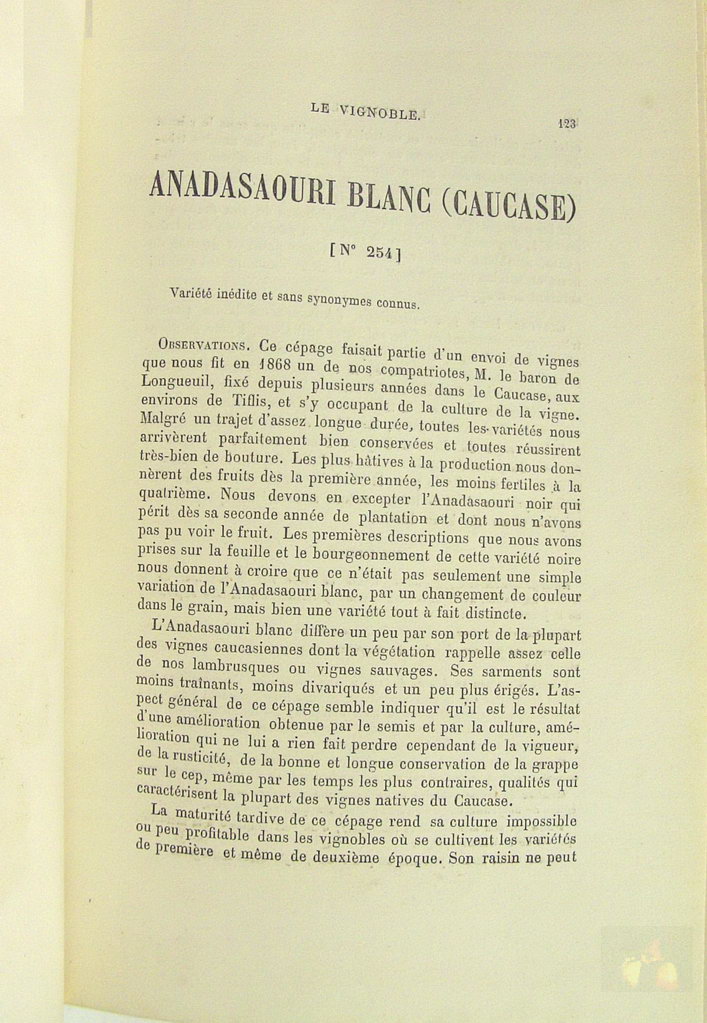 LE VIGNOBLE.
123
ANADASAOURI BLANC (CAUCASE)
[ N° 254 ]
Variété inédite et sans synonymes connus.
OBSERVATIONS. Ce cépage faisait partie d'un envoi de vignes
que nous fit en 1868 un de nos compatriotes, M. le baron de
Longueuil, fixé depuis plusieurs années dans le Caucase, aux
environs de Tiflis, et s'y occupant de la culture de la vigne.
Malgré un trajet d'assez longue durée, toutes les variétés nous
arrivèrent parfaitement bien conservées et toutes réussirent
très-bien de bouture. Les plus hâtives à la production nous don-
nèrent des fruits dès la première année, les moins fertiles à la
quatrième. Nous devons en excepter l'Anadasaouri noir qui
périt dès sa seconde année de plantation et dont nous n'avons
pas pu voir le fruit. Les premières descriptions que nous avons
prises sur la feuille et le bourgeonnement de cette variété noire
nous donnent à croire que ce n'était pas seulement une simple
variation de l'Anadasaouri blanc, par un changement de couleur
dans le grain, mais bien une variété tout à fait distincte.
L'Anadasaouri blanc diffère un peu par son port de la plupart
des vignes caucasiennes dont la végétation rappelle assez celle
de nos lambrusques ou vignes sauvages. Ses sarments sont
moins traînants, moins divariqués et un peu plus érigés. L'as-
pect général de ce cépage semble indiquer qu'il est le résultat
d'une amélioration obtenue par le semis et par la culture, amé-
lioration qui ne lui a rien fait perdre cependant de la vigueur,
de la rusticité, de la bonne et longue conservation de la grappe
sur le cep, même par les temps les plus contraires, qualités qui
caractérisent la plupart des vignes natives du Caucase.
La maturité tardive de ce cépage rend sa culture impossible
ou peu profitable dans les vignobles où se cultivent les variétés
de première et même de deuxième époque. Son raisin ne peut